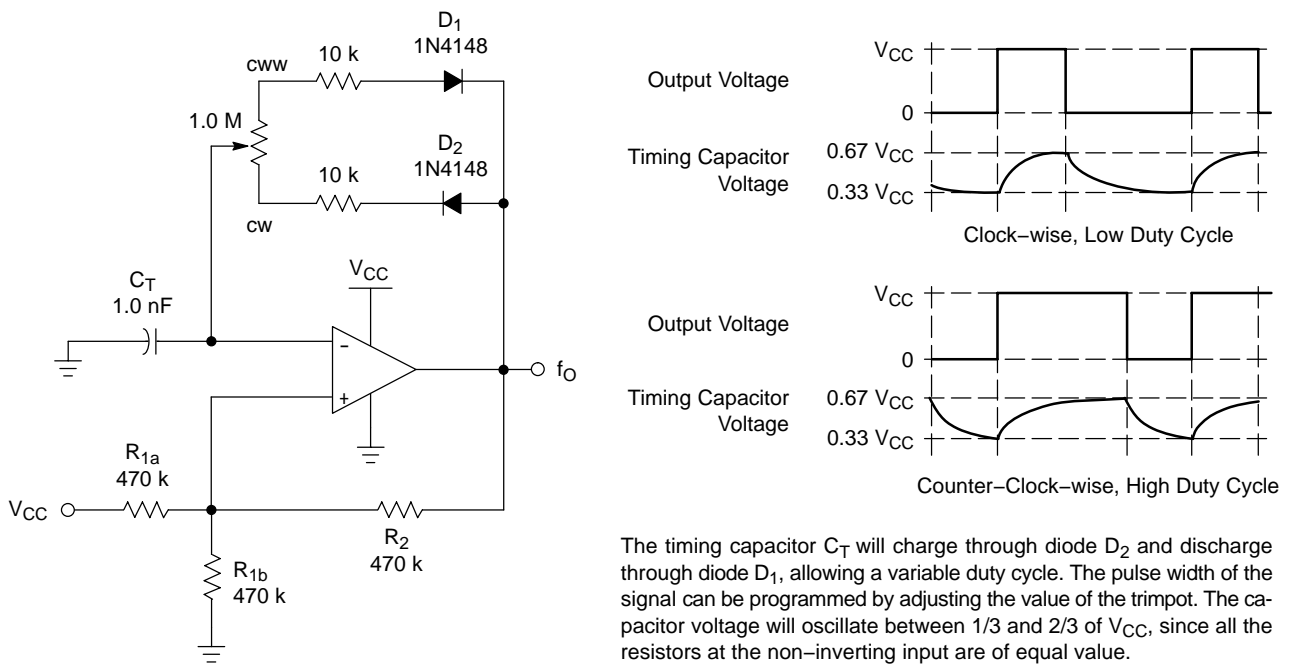 D1
1N4148
10 k
cww
1.0 M
D2
1N4148
10 k
cw
CT
1.0 nF
VCC
-
+
fO
R1a
470 k
VCC
R2
470 k
R1b
470 k
VCC
Output Voltage
0
Timing Capacitor
Voltage
0.67 VCC
0.33 VCC
Clock−wise, Low Duty Cycle
VCC
Output Voltage
0
Timing Capacitor
Voltage
0.67 VCC
0.33 VCC
Counter−Clock−wise, High Duty Cycle
The timing capacitor CT will charge through diode D2 and discharge
through diode D1, allowing a variable duty cycle. The pulse width of the
signal can be programmed by adjusting the value of the trimpot. The ca-
pacitor voltage will oscillate between 1/3 and 2/3 of VCC, since all the
resistors at the non−inverting input are of equal value.